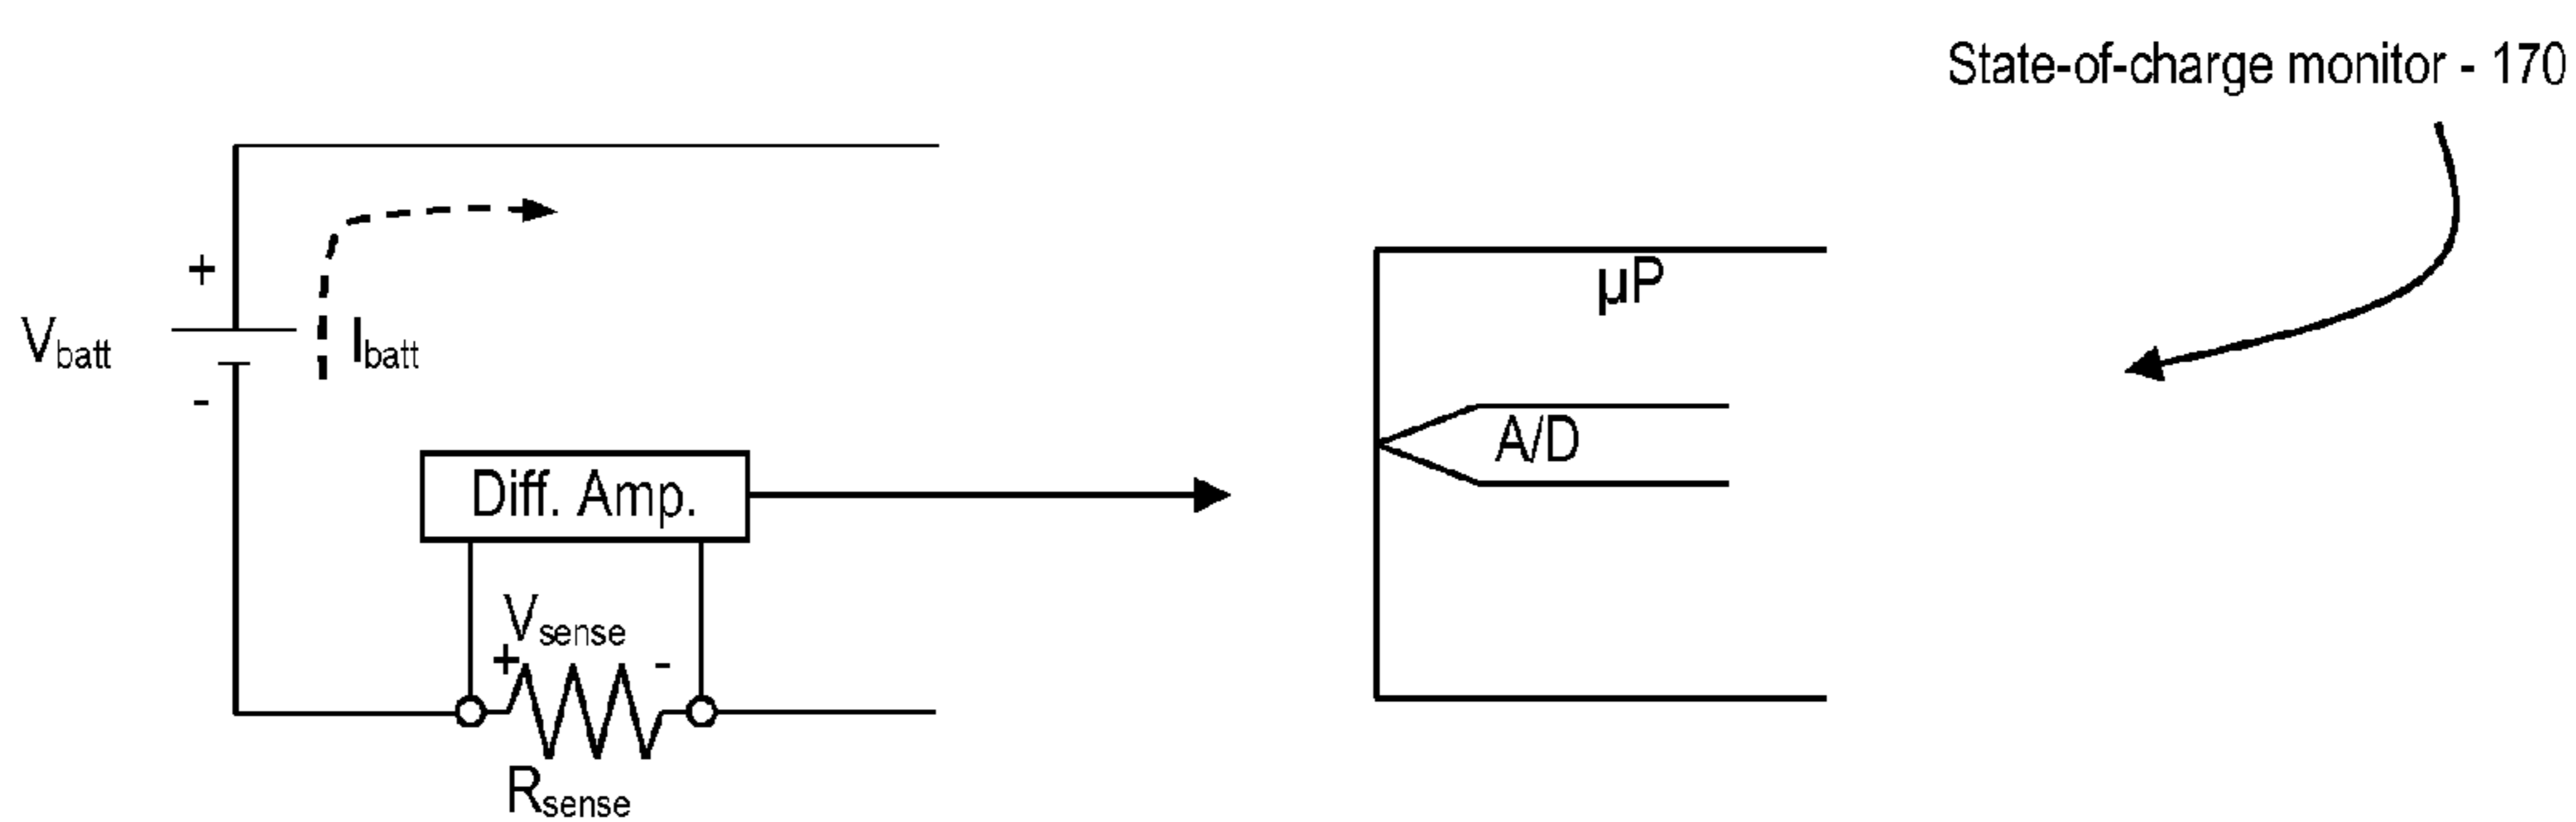 State-of-charge monitor - 170
+
µP
Vbatt
Ibatt
-
A/D
Diff. Amp.
Vsense
+ -
Rsense